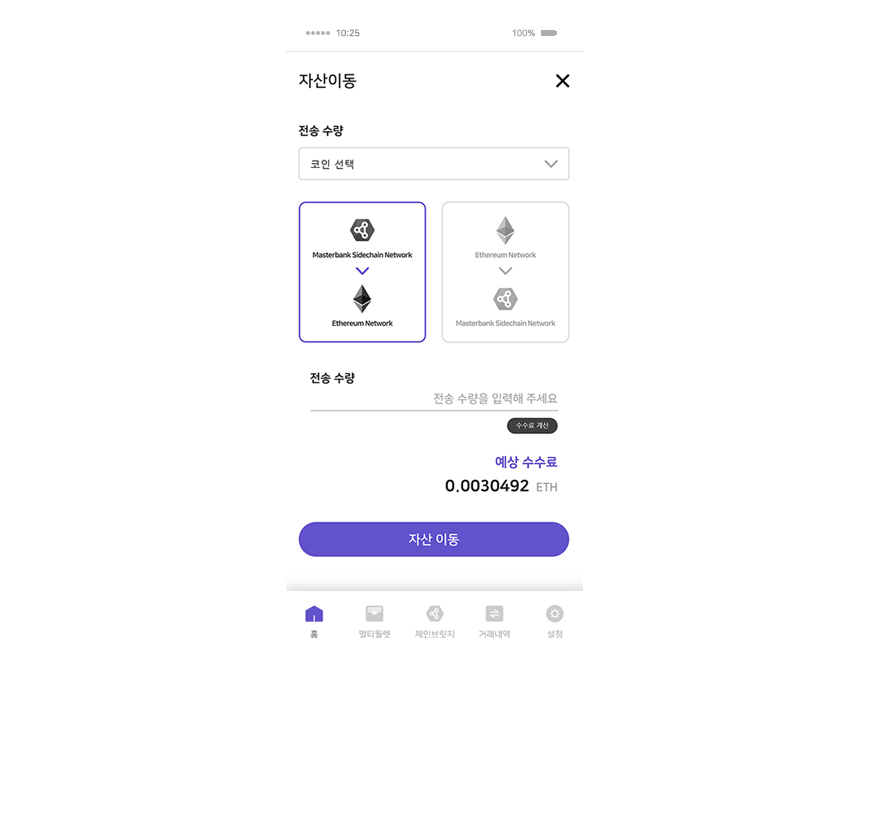 10:25 100%
자산이동
전송 수량
코인 선택
Masterbank Sidechain Network
Ethereum Network
Ethereum Network
Masterbank Sidechain Network
전송 수량
전송 수량을 입력해 주세요
수수료 계산
예상 수수료
0.0030492 ETH
자산 이동
홈 멀티월렛 체인브릿지 거래내역 설정